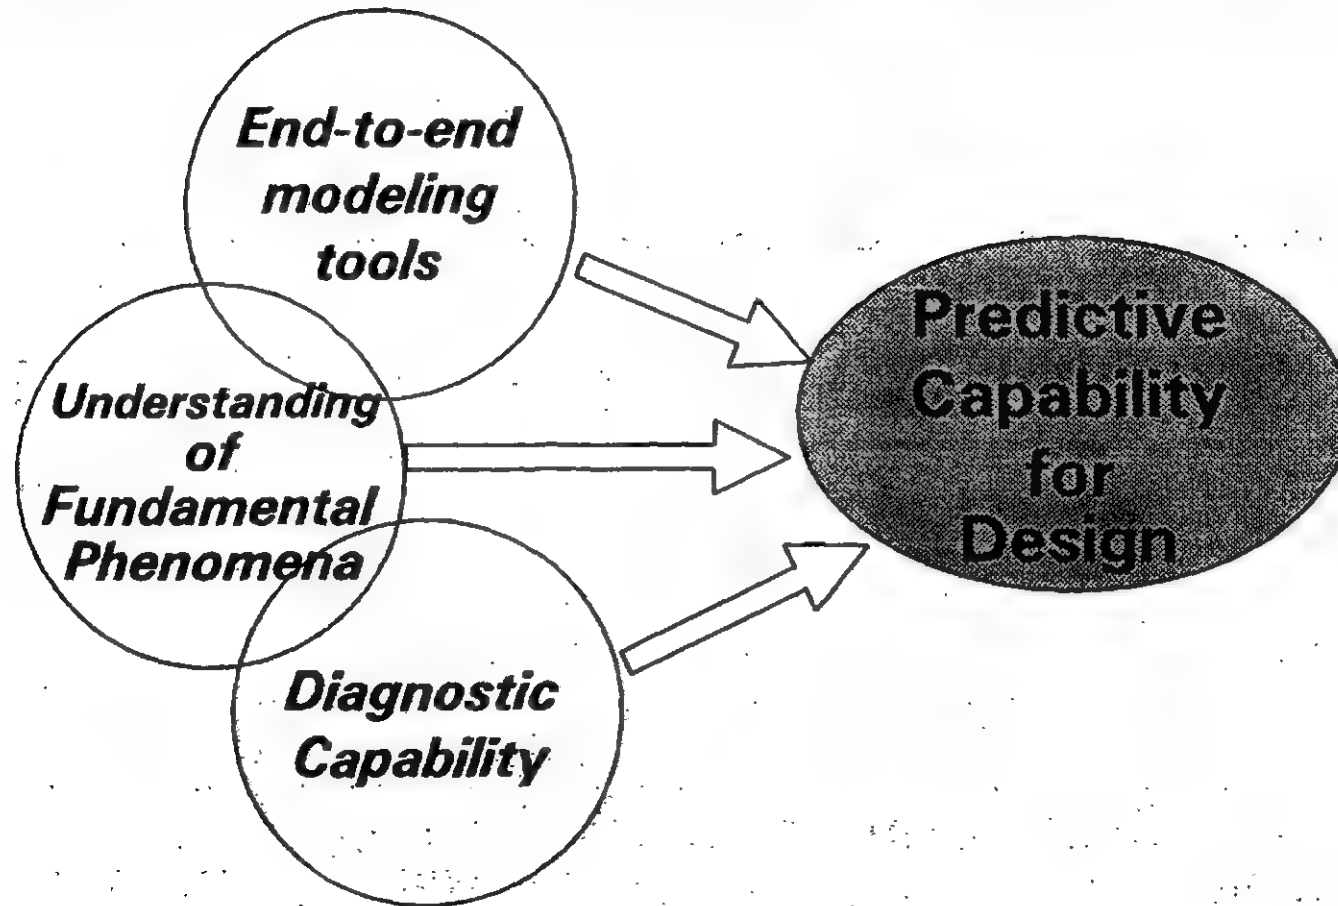 End-to-end
modeling
tools
Understanding
of
Fundamental
Phenomena
Diagnostic
Capability
Predictive
Capability
for
Design